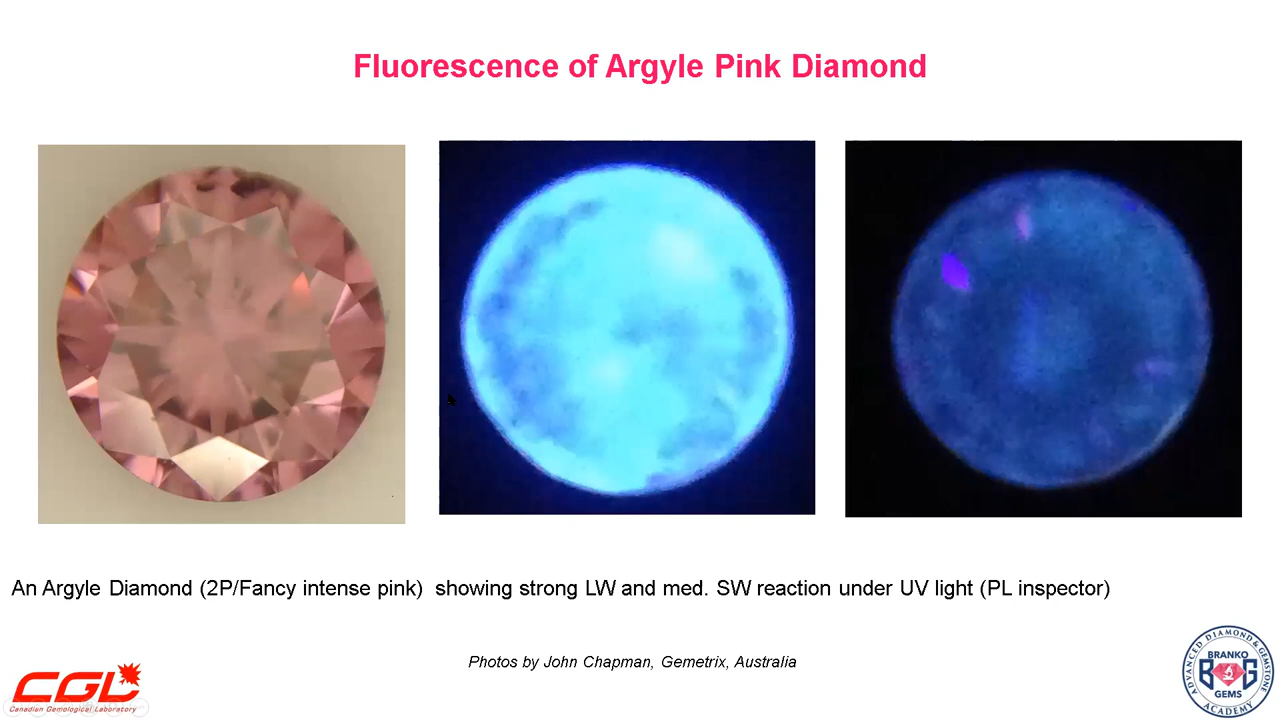 Fluorescence of Argyle Pink Diamond
An Argyle Diamond (2P/Fancy intense pink) showing strong LW and med. SW reaction under UV light (PL inspector)
Photos by John Chapman, Gemetrix, Australia
CGL
Canadian Gemological Laboratory
ADVANCED DIAMOND & GEMSTONE
BRANKO
BG
GEMS
ACADEMY